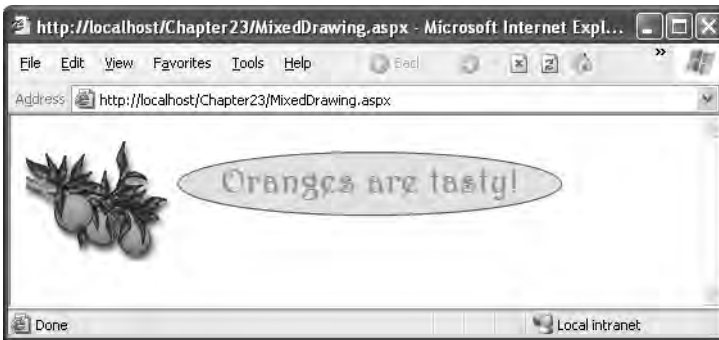 http://localhost/Chapter23/MixedDrawing.aspx - Microsoft Internet Expl...
File Edit View Favorites Tools Help Back »
Address http://localhost/Chapter23/MixedDrawing.aspx
Oranges are tasty!
Done Local intranet